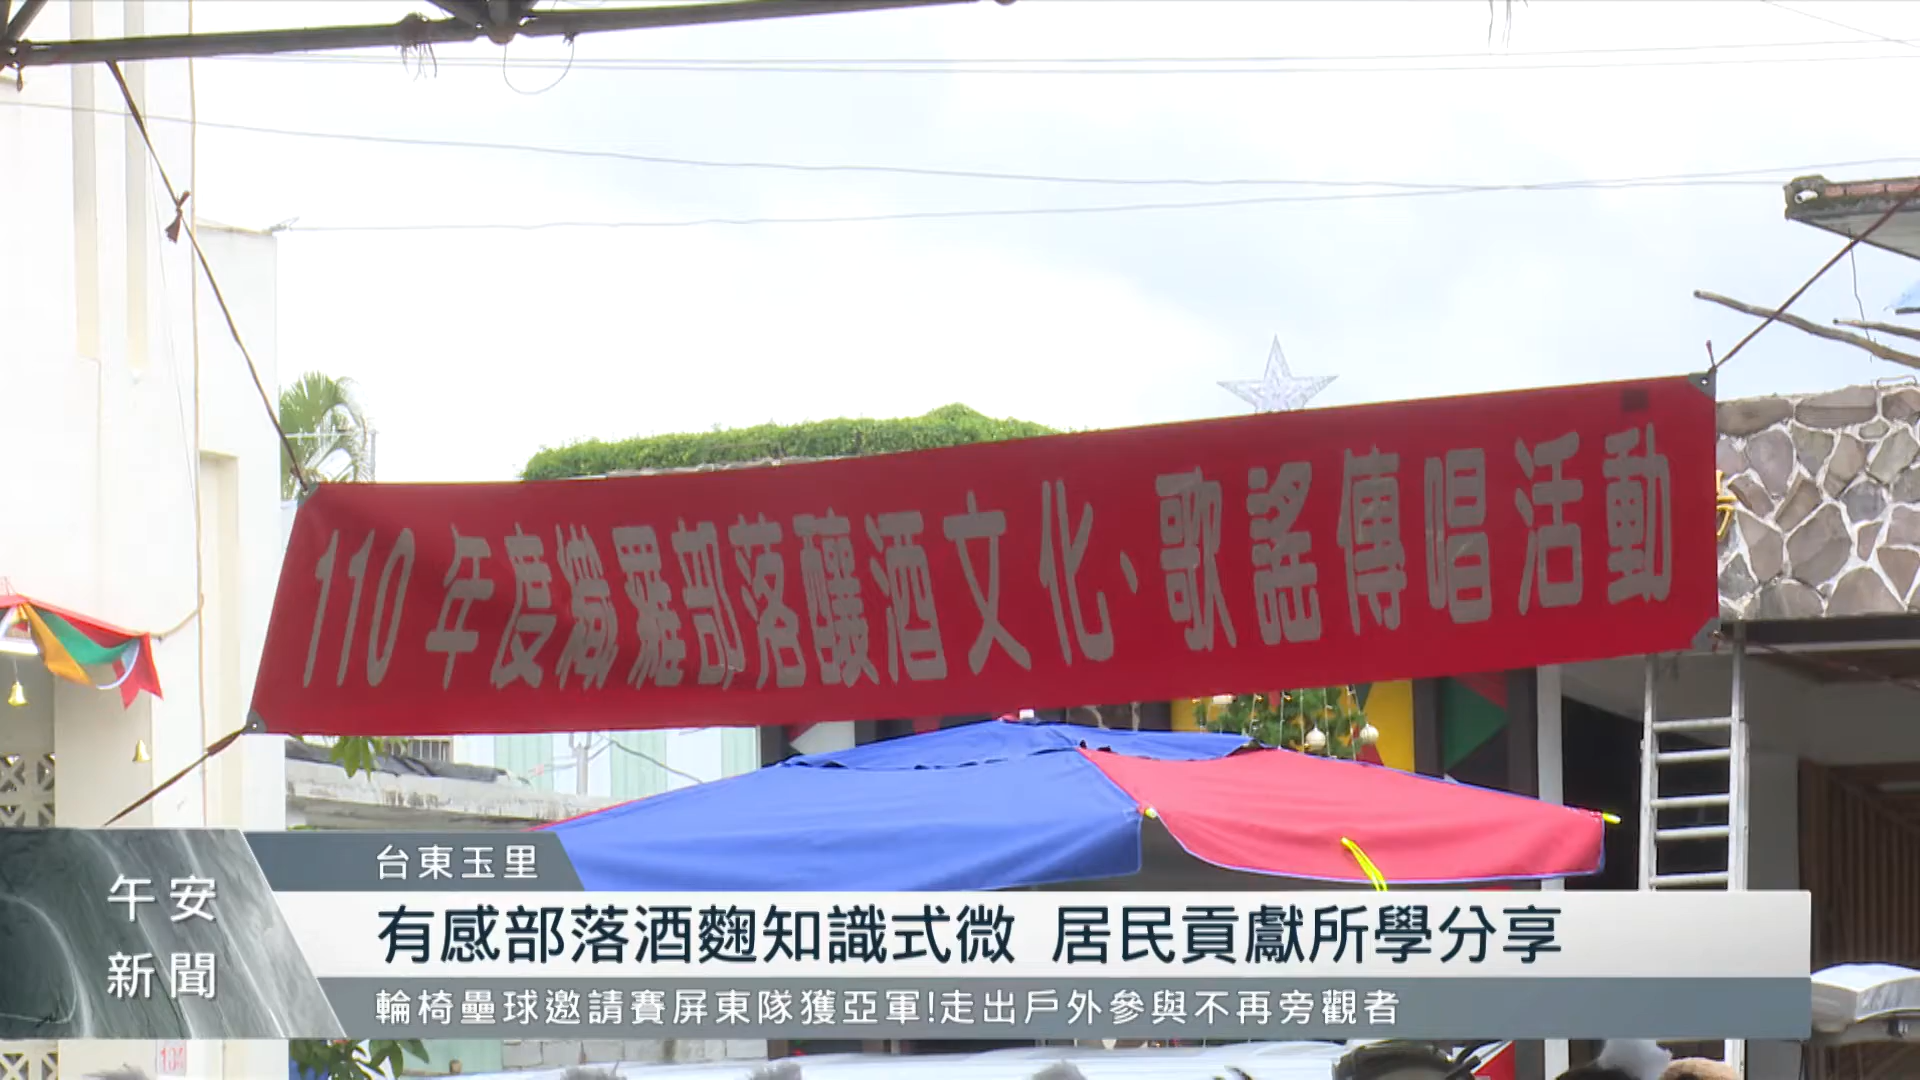 110年度織羅部落釀酒文化、歌謠傳唱活動
台東玉里
午安
新聞
有感部落酒麴知識式微 居民貢獻所學分享
輪椅壘球邀請賽屏東隊獲亞軍!走出戶外參與不再旁觀者